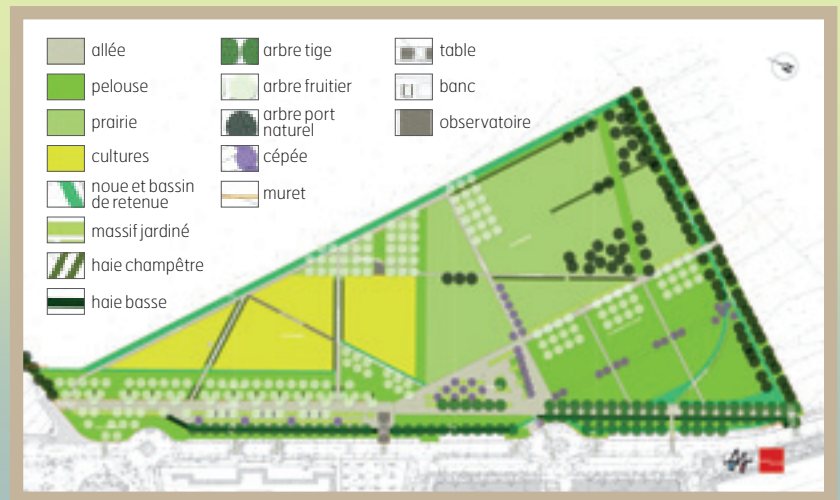 allée
pelouse
prairie
cultures
noue et bassin
de retenue
massif jardiné
haie champêtre
haie basse
arbre tige
arbre fruitier
arbre port
naturel
cépée
muret
table
banc
observatoire